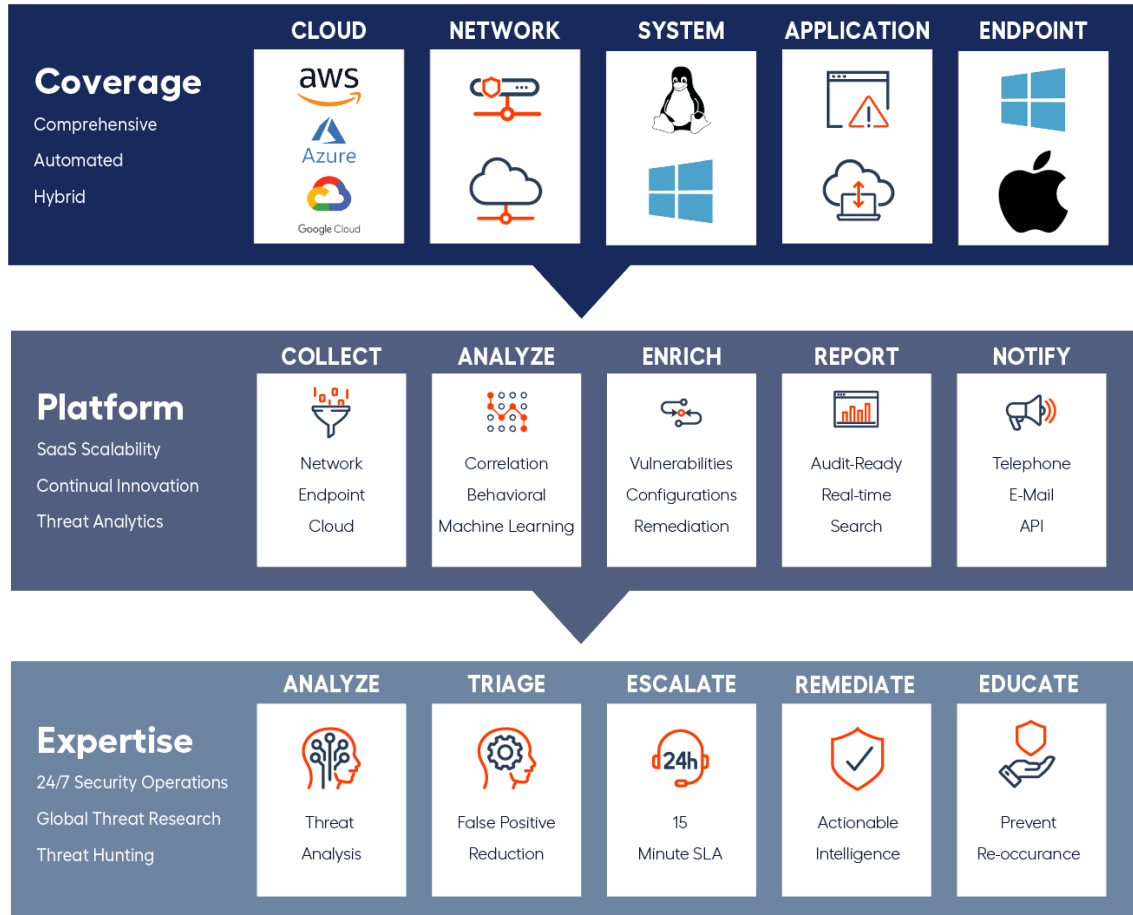 CLOUD NETWORK SYSTEM APPLICATION ENDPOINT
Coverage
Comprehensive
Automated
Hybrid
aws
Azure
Google Cloud
COLLECT ANALYZE ENRICH REPORT NOTIFY
Platform
SaaS Scalability
Continual Innovation
Threat Analytics
Network
Endpoint
Cloud
Correlation
Behavioral
Machine Learning
Vulnerabilities
Configurations
Remediation
Audit-Ready
Real-time
Search
Telephone
E-Mail
API
ANALYZE TRIAGE ESCALATE REMEDIATE EDUCATE
Expertise
24/7 Security Operations
Global Threat Research
Threat Hunting
Threat
Analysis
False Positive
Reduction
24h
15
Minute SLA
Actionable
Intelligence
Prevent
Re-occurance